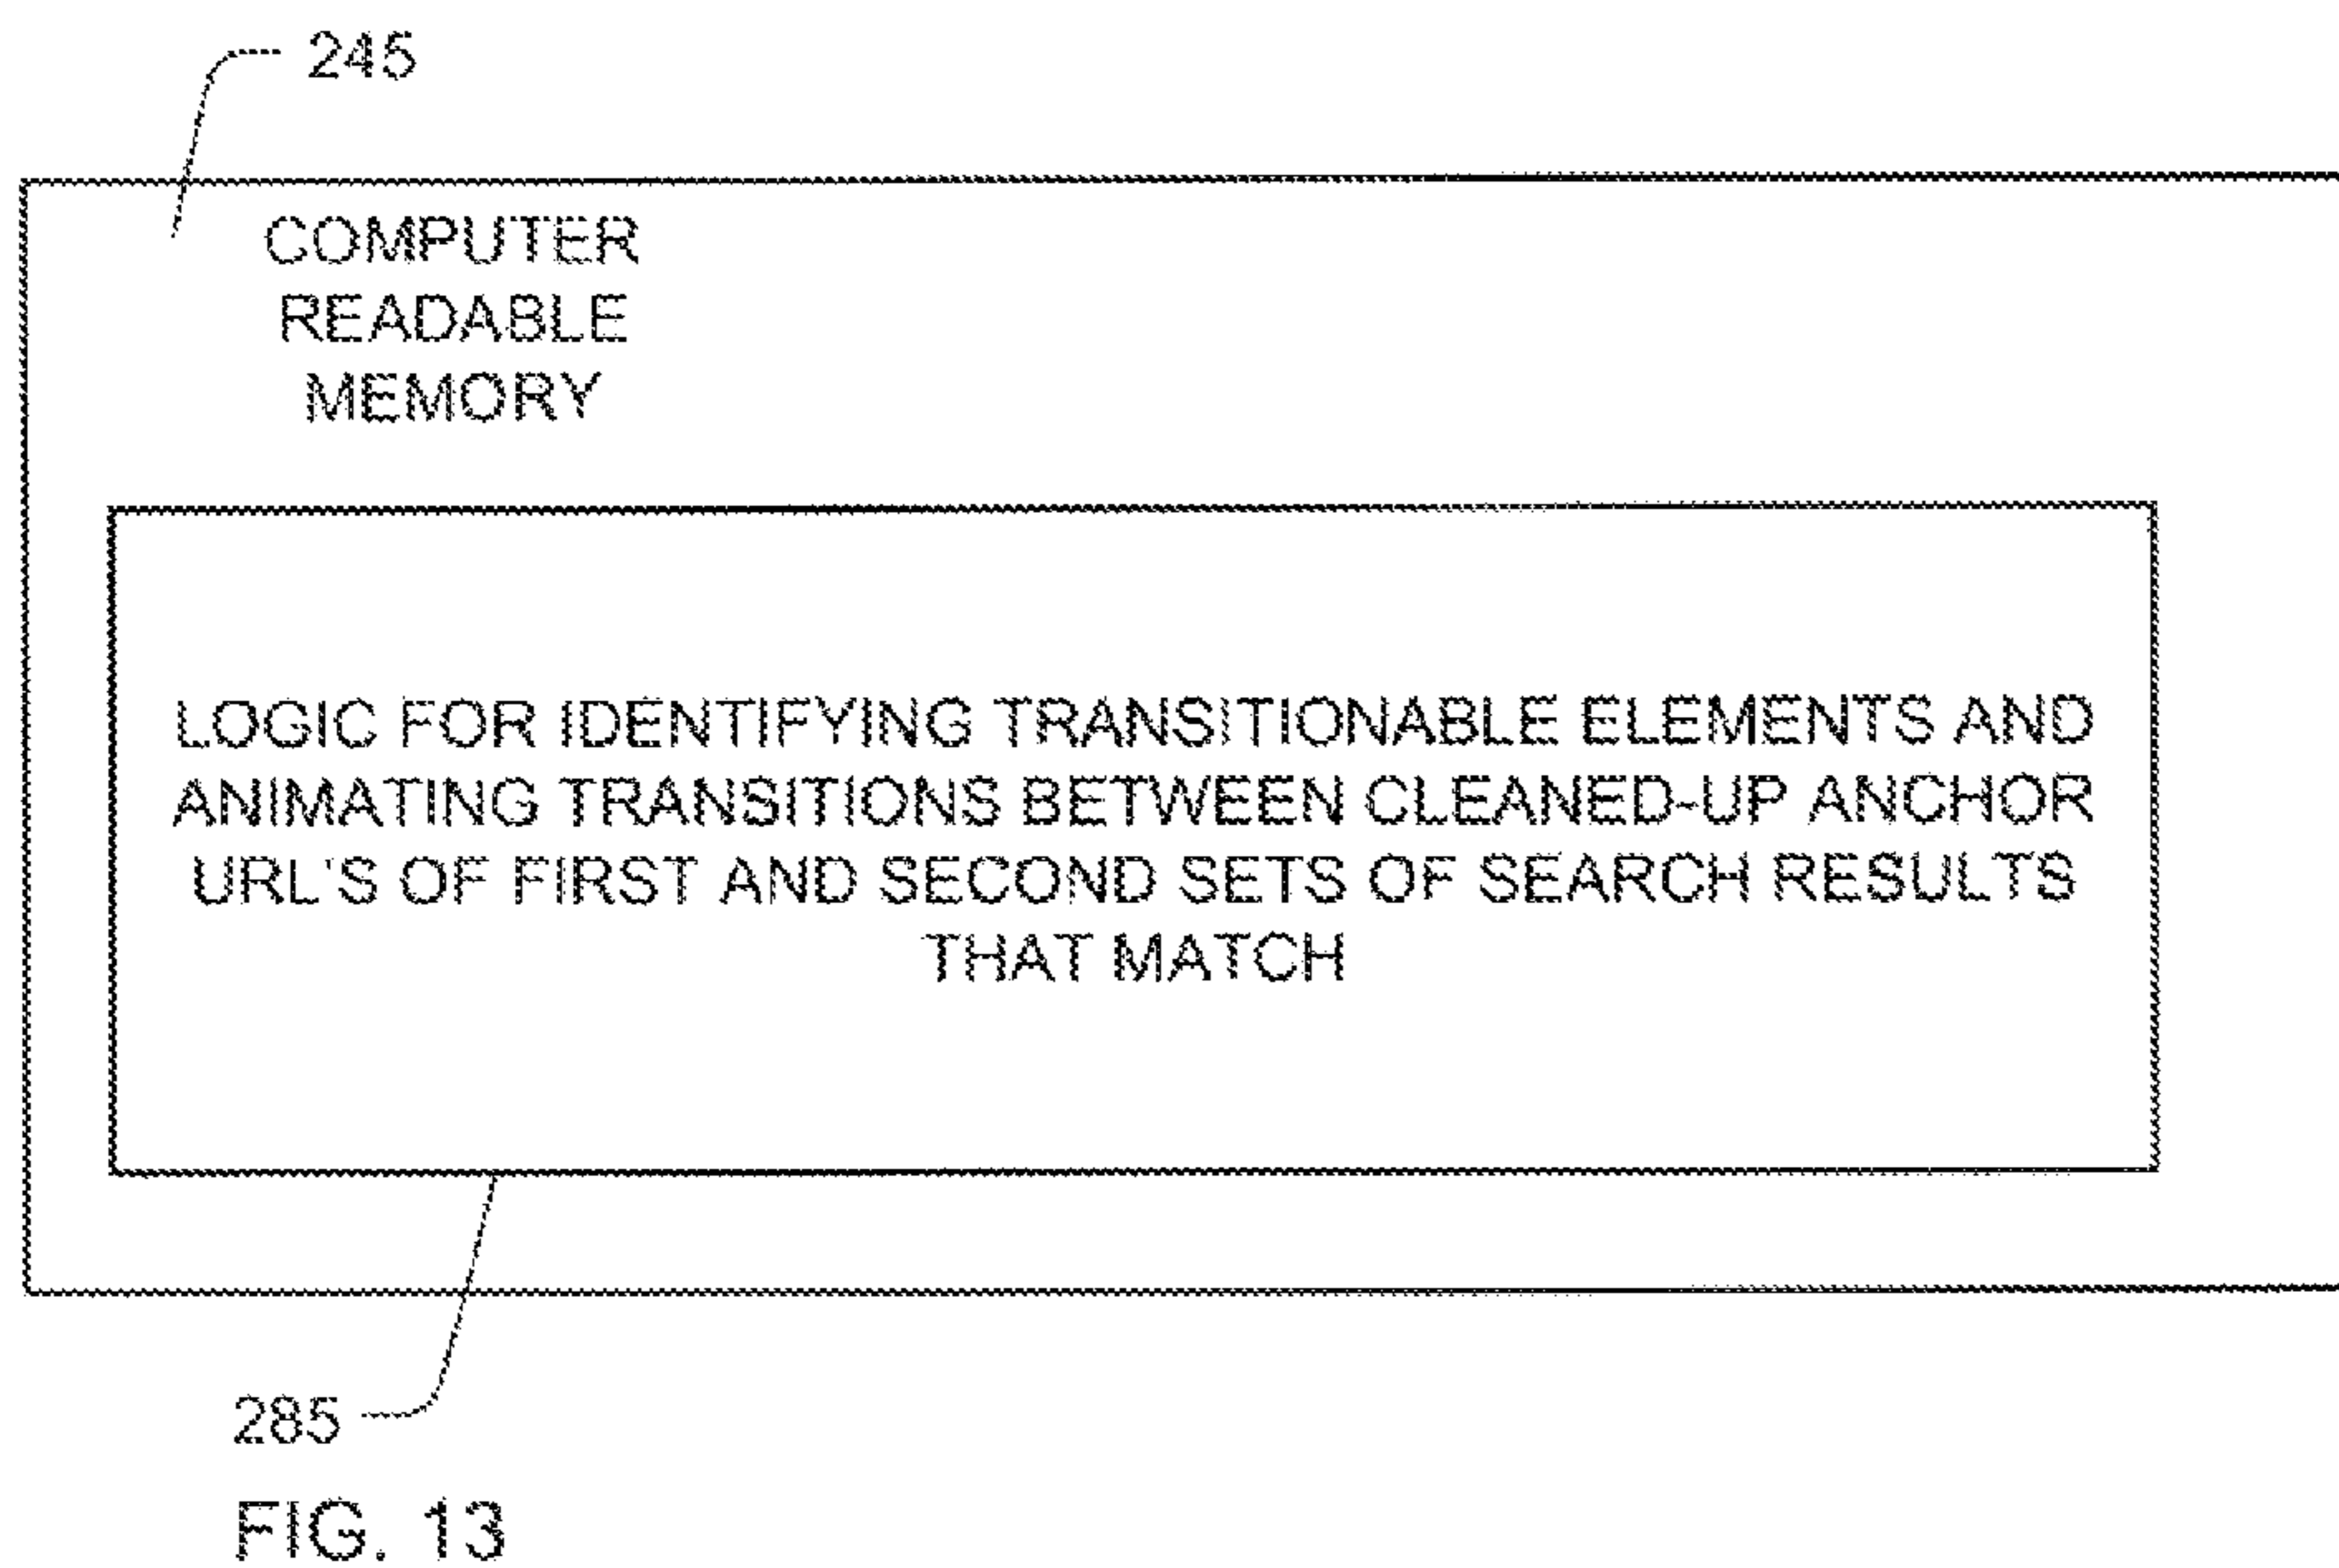 245
COMPUTER
READABLE
MEMORY
LOGIC FOR IDENTIFYING TRANSITIONABLE ELEMENTS AND
ANIMATING TRANSITIONS BETWEEN CLEANED-UP ANCHOR
URL'S OF FIRST AND SECOND SETS OF SEARCH RESULTS
THAT MATCH
285
FIG. 13